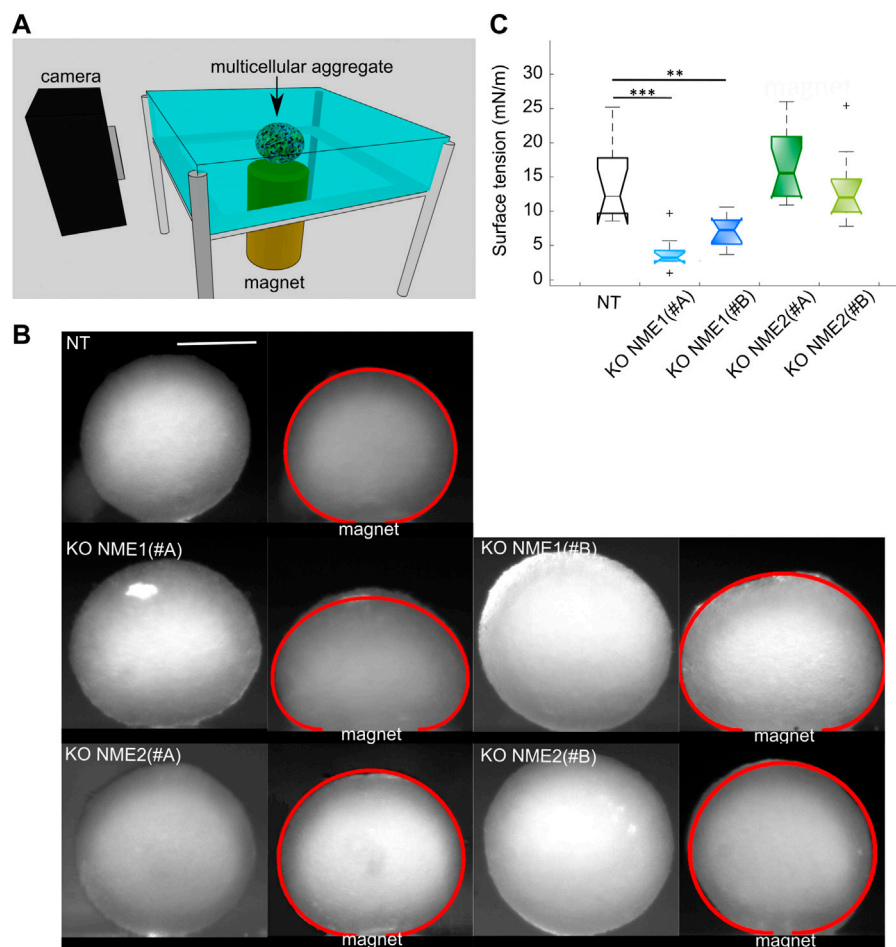 A
camera
multicellular aggregate
magnet
B
NT
magnet
KO NME1(#A)
magnet
KO NME1(#B)
magnet
KO NME2(#A)
magnet
KO NME2(#B)
magnet
C
magnet
Surface tension (mN/m)
30
25
20
15
10
5
0
**
***
+
+
+
NT
KO NME1(#A)
KO NME1(#B)
KO NME2(#A)
KO NME2(#B)